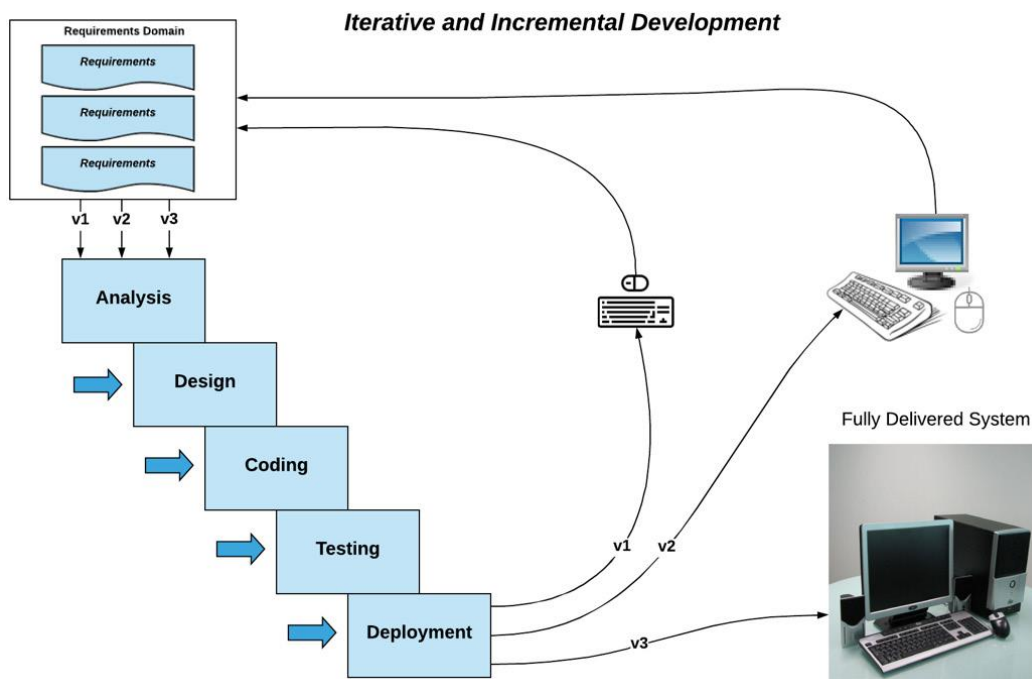 Iterative and Incremental Development
Requirements Domain
Requirements
Requirements
Requirements
v1
v2
v3
Analysis
Design
Coding
Testing
Deployment
v1
v2
v3
Fully Delivered System